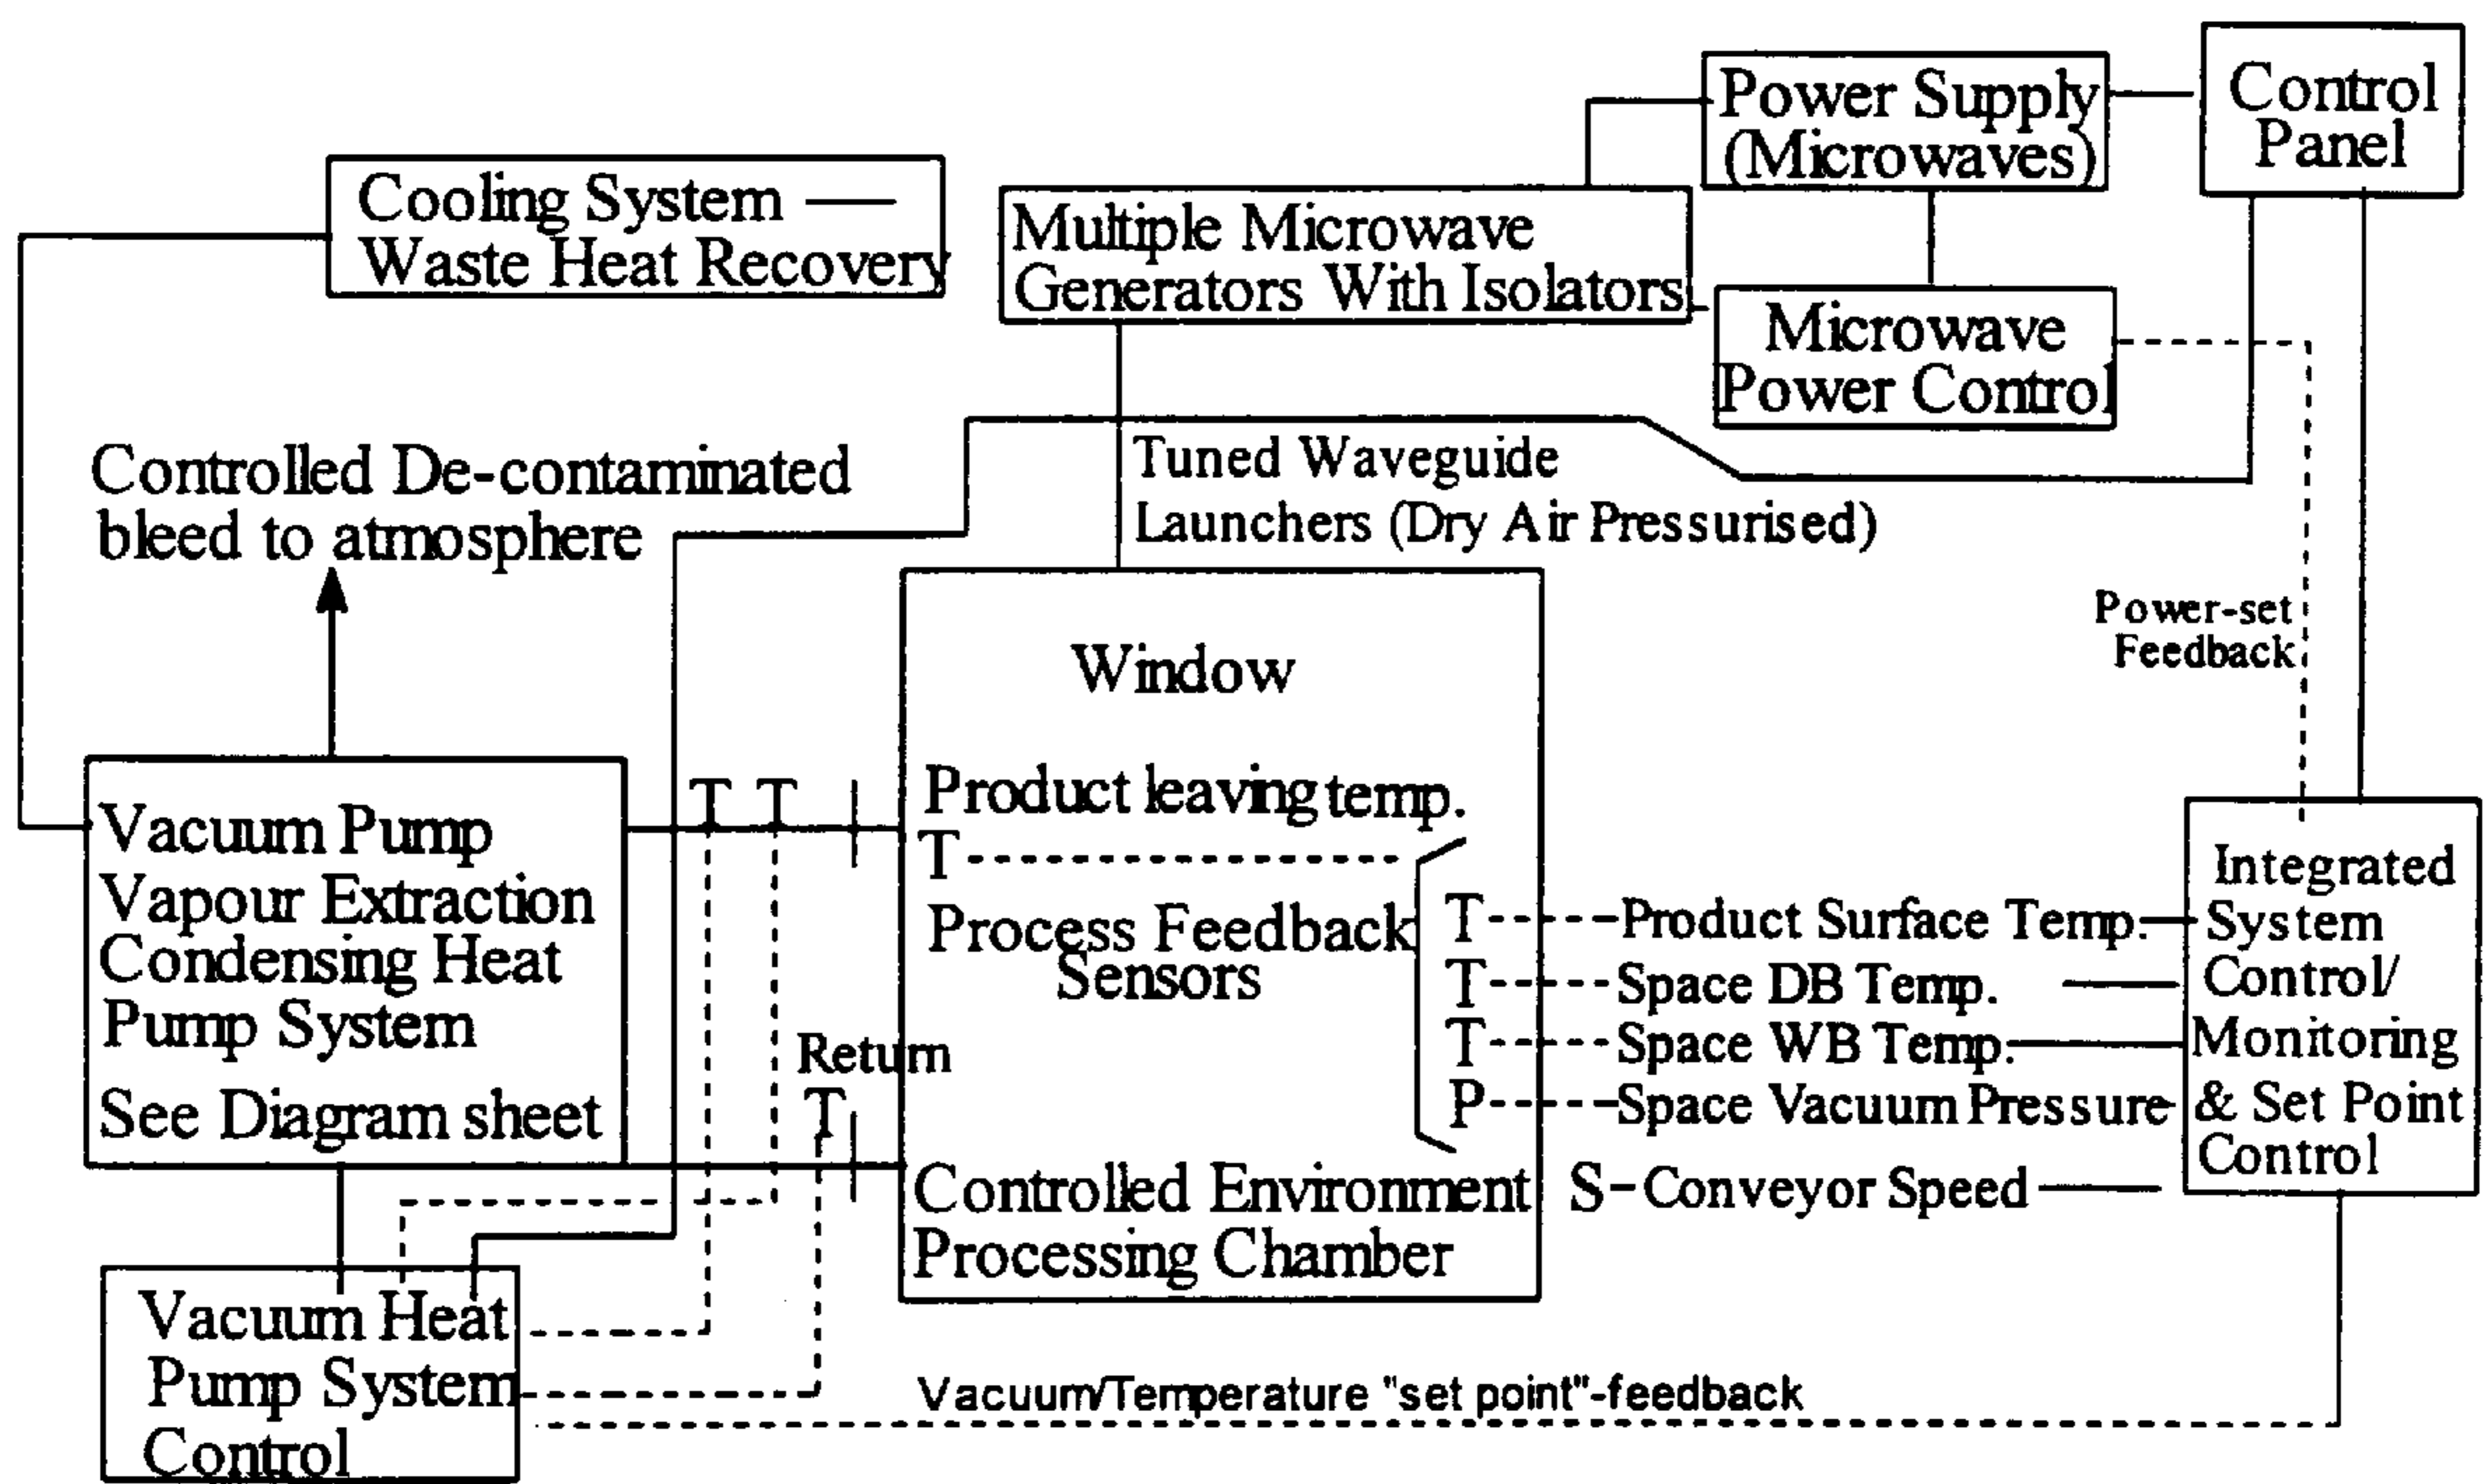 Power Supply
(Microwaves)
Control
Panel
Cooling System
Waste Heat Recovery
Multiple Microwave
Generators With Isolators
Microwave
Power Control
Controlled De-contaminated
bleed to atmosphere
Tuned Waveguide
Launchers (Dry Air Pressurised)
Power-set
Feedback
Window
Vacuum Pump
Vapour Extraction
Condensing Heat
Pump System
See Diagram sheet
T T
Product leaving temp.
T
Process Feedback
Sensors
T Product Surface Temp.
T Space DB Temp.
T Space WB Temp.
P Space Vacuum Pressure
S-Conveyor Speed
Integrated
System
Control/
Monitoring
& Set Point
Control
Return
T
Controlled Environment
Processing Chamber
Vacuum Heat
Pump System
Control
Vacuum/Temperature "set point"-feedback